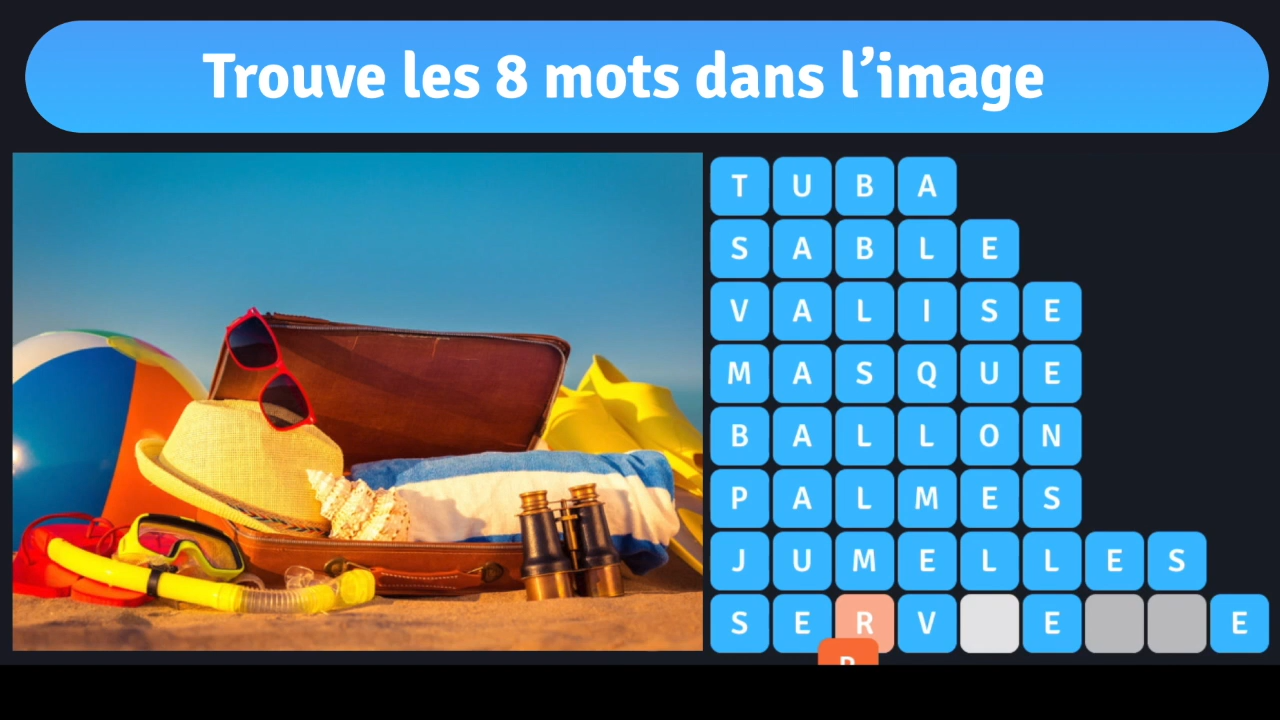 Trouve les 8 mots dans l’image
TUBA
SABLE
VALISE
MASQUE
BALLON
PALMES
JUMELLES
SERV E E